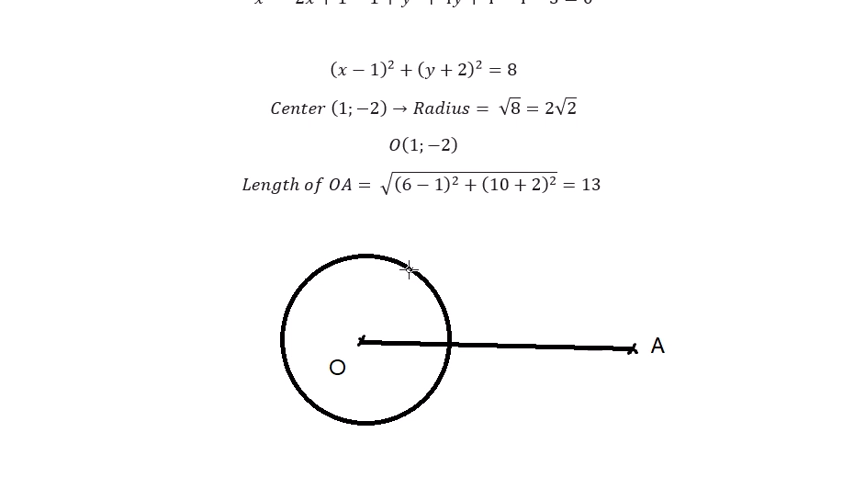 (x − 1)² + (y + 2)² = 8
Center (1; −2) → Radius = √8 = 2√2
O(1; −2)
Length of OA = √(6 − 1)² + (10 + 2)² = 13
A
O